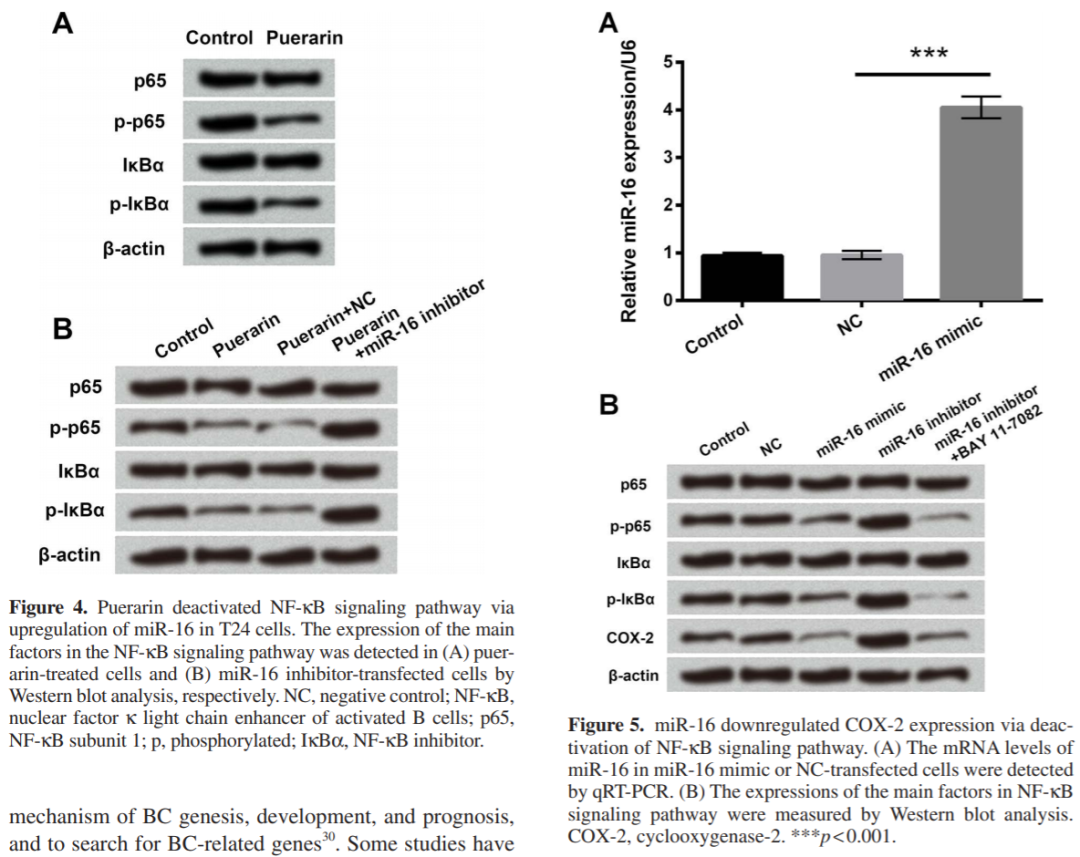 A
Control Puerarin
p65
p-p65
IκBα
p-IκBα
β-actin
B
Control
Puerarin
Puerarin+NC
Puerarin
+miR-16 inhibitor
p65
p-p65
IκBα
p-IκBα
β-actin
Figure 4. Puerarin deactivated NF-κB signaling pathway via
upregulation of miR-16 in T24 cells. The expression of the main
factors in the NF-κB signaling pathway was detected in (A) puer-
arin-treated cells and (B) miR-16 inhibitor-transfected cells by
Western blot analysis, respectively. NC, negative control; NF-κB,
nuclear factor κ light chain enhancer of activated B cells; p65,
NF-κB subunit 1; p, phosphorylated; IκBα, NF-κB inhibitor.
mechanism of BC genesis, development, and prognosis,
and to search for BC-related genes30. Some studies have
A
Relative miR-16 expression/U6
5
4
3
2
1
0
***
Control
NC
miR-16 mimic
B
Control
NC
miR-16 mimic
miR-16 inhibitor
miR-16 inhibitor
+BAY 11-7082
p65
p-p65
IκBα
p-IκBα
COX-2
β-actin
Figure 5. miR-16 downregulated COX-2 expression via deac-
tivation of NF-κB signaling pathway. (A) The mRNA levels of
miR-16 in miR-16 mimic or NC-transfected cells were detected
by qRT-PCR. (B) The expressions of the main factors in NF-κB
signaling pathway were measured by Western blot analysis.
COX-2, cyclooxygenase-2. ***p<0.001.